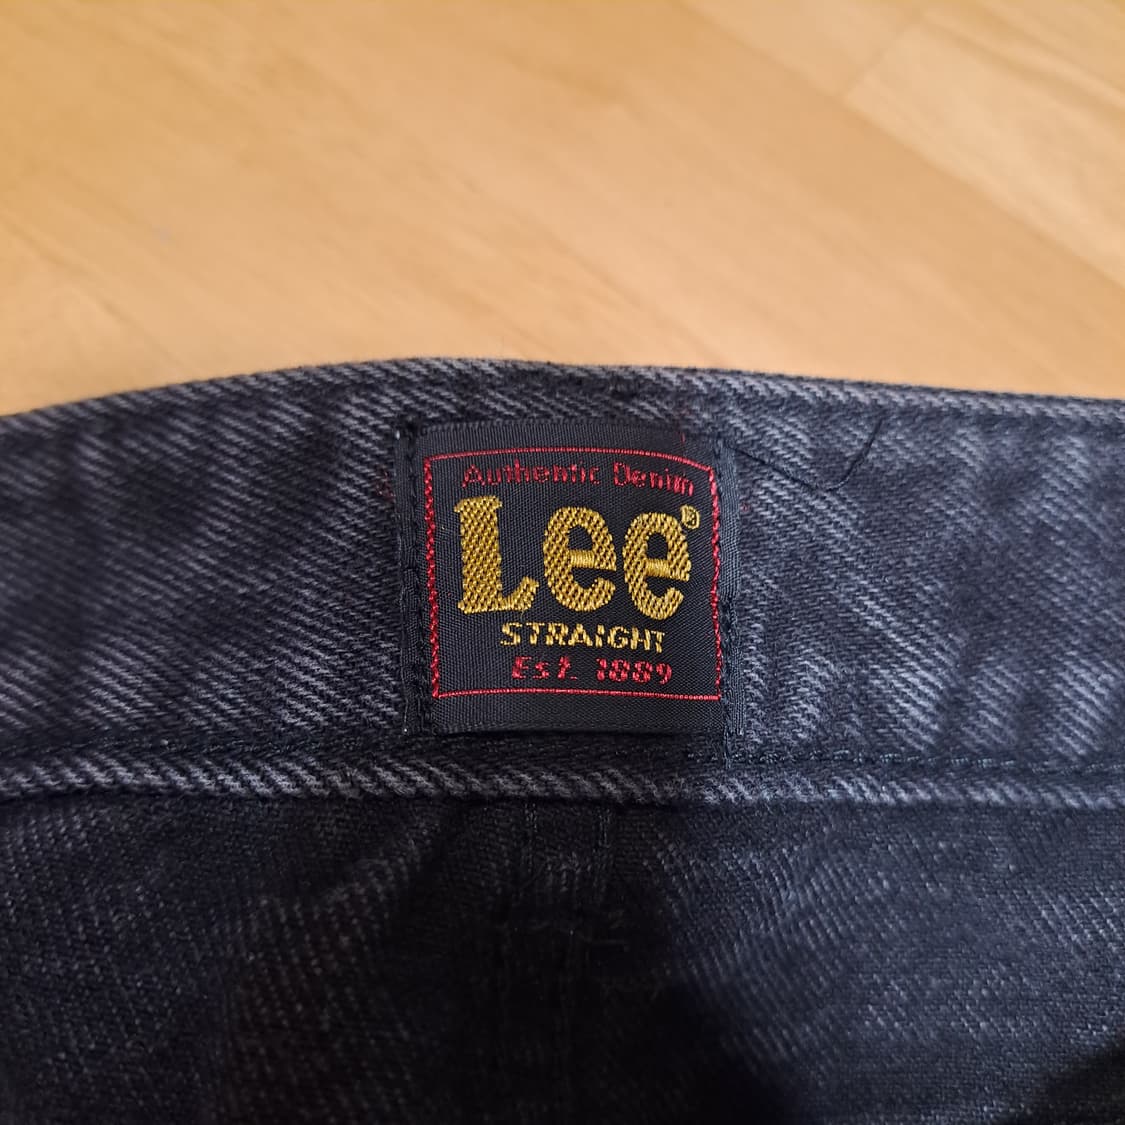 Authentic Denim
Lee®
STRAIGHT
Est. 1889